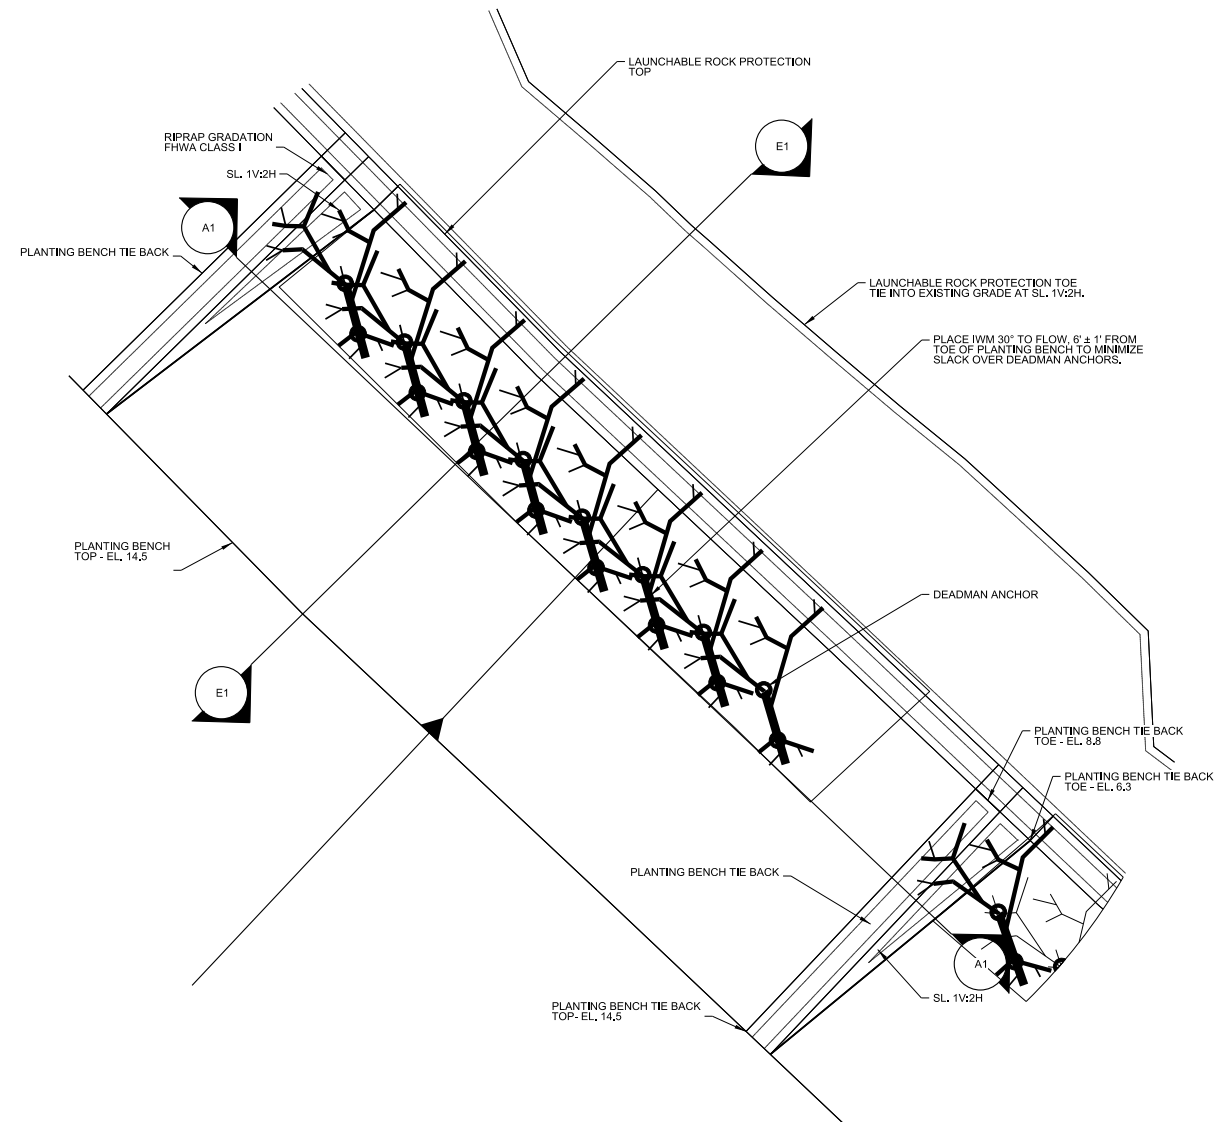 LAUNCHABLE ROCK PROTECTION
TOP
RIPRAP GRADATION
FHWA CLASS I
E1
SL. 1V:2H
A1
PLANTING BENCH TIE BACK
LAUNCHABLE ROCK PROTECTION TOE
TIE INTO EXISTING GRADE AT SL. 1V:2H.
PLACE IWM 30° TO FLOW, 6' ± 1' FROM
TOE OF PLANTING BENCH TO MINIMIZE
SLACK OVER DEADMAN ANCHORS.
PLANTING BENCH
TOP - EL. 14.5
DEADMAN ANCHOR
E1
PLANTING BENCH TIE BACK
TOE - EL. 8.8
PLANTING BENCH TIE BACK
TOE - EL. 6.3
PLANTING BENCH TIE BACK
A1
SL. 1V:2H
PLANTING BENCH TIE BACK
TOP- EL. 14.5